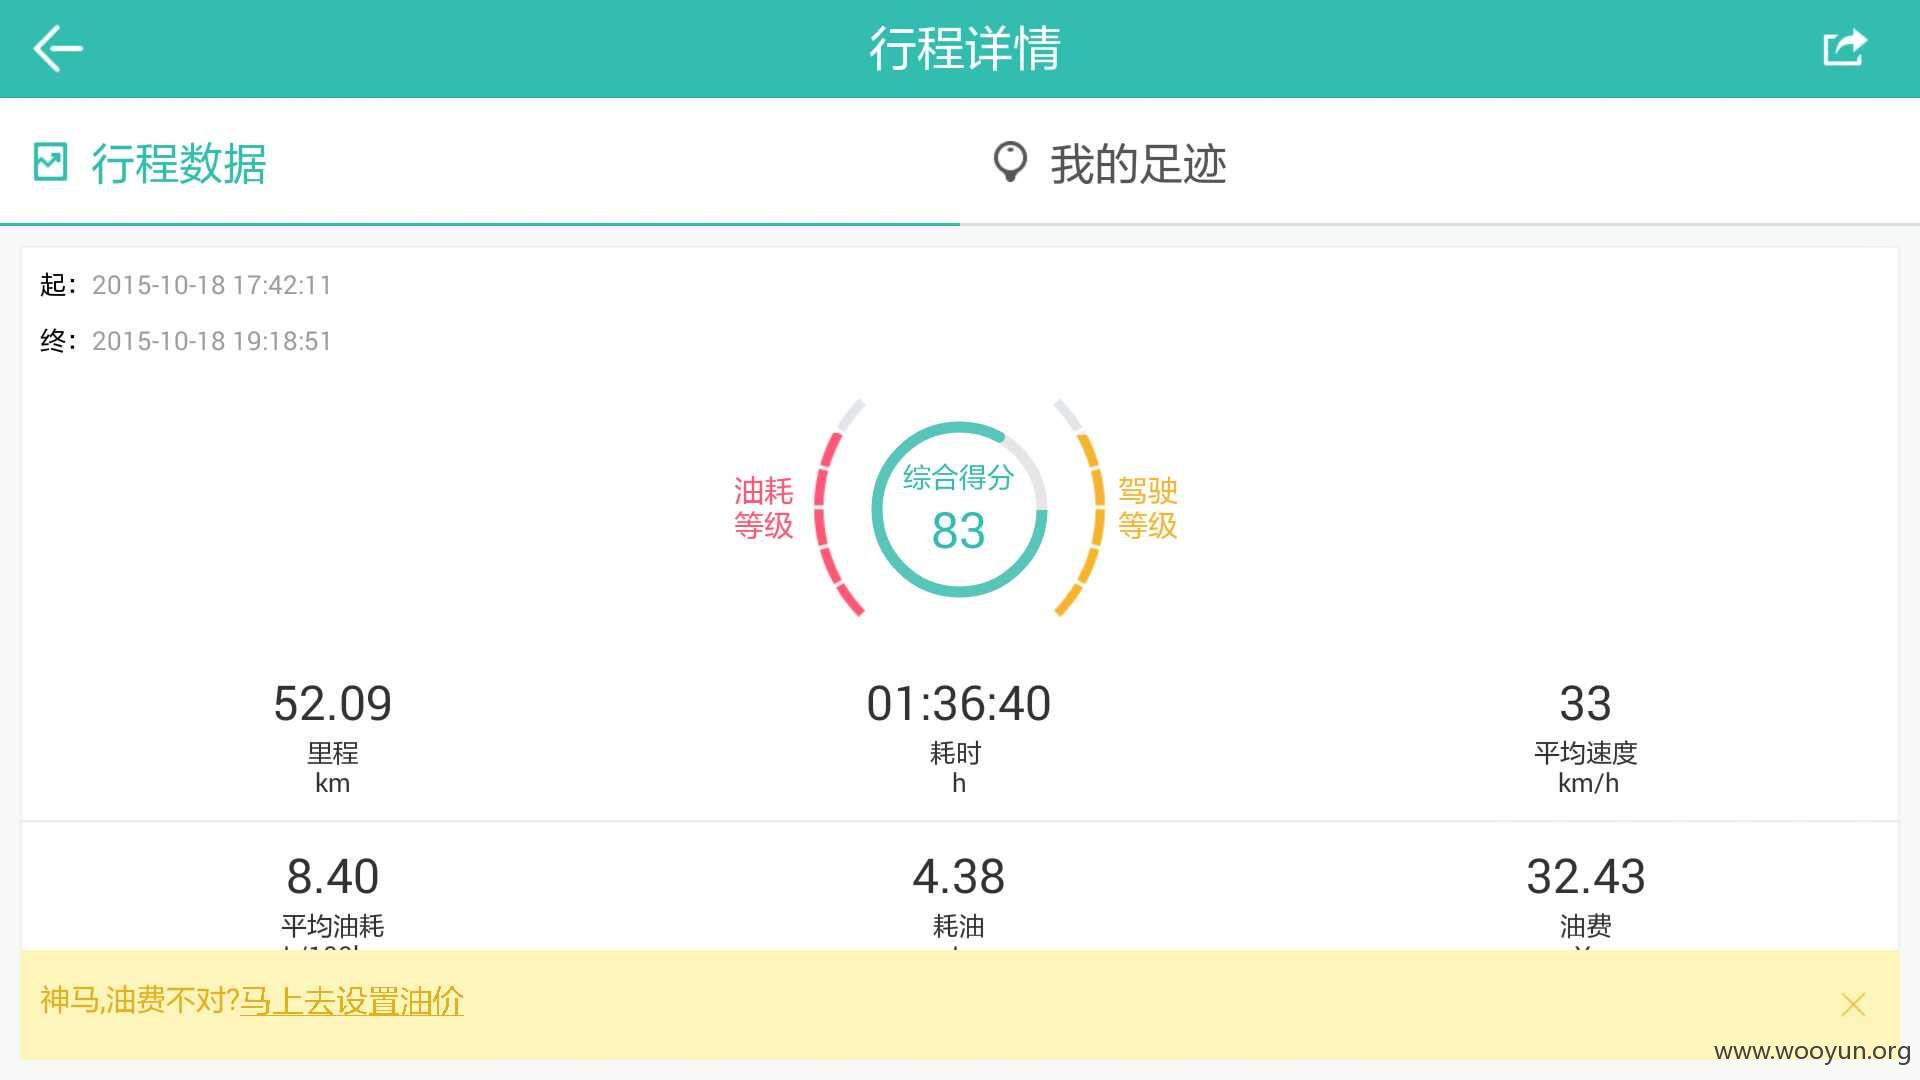 行程详情
行程数据
我的足迹
起：2015-10-18 17:42:11
终：2015-10-18 19:18:51
油耗
等级
综合得分
83
驾驶
等级
52.09
里程
km
01:36:40
耗时
h
33
平均速度
km/h
8.40
平均油耗
4.38
耗油
32.43
油费
神马,油费不对?马上去设置油价
www.wooyun.org